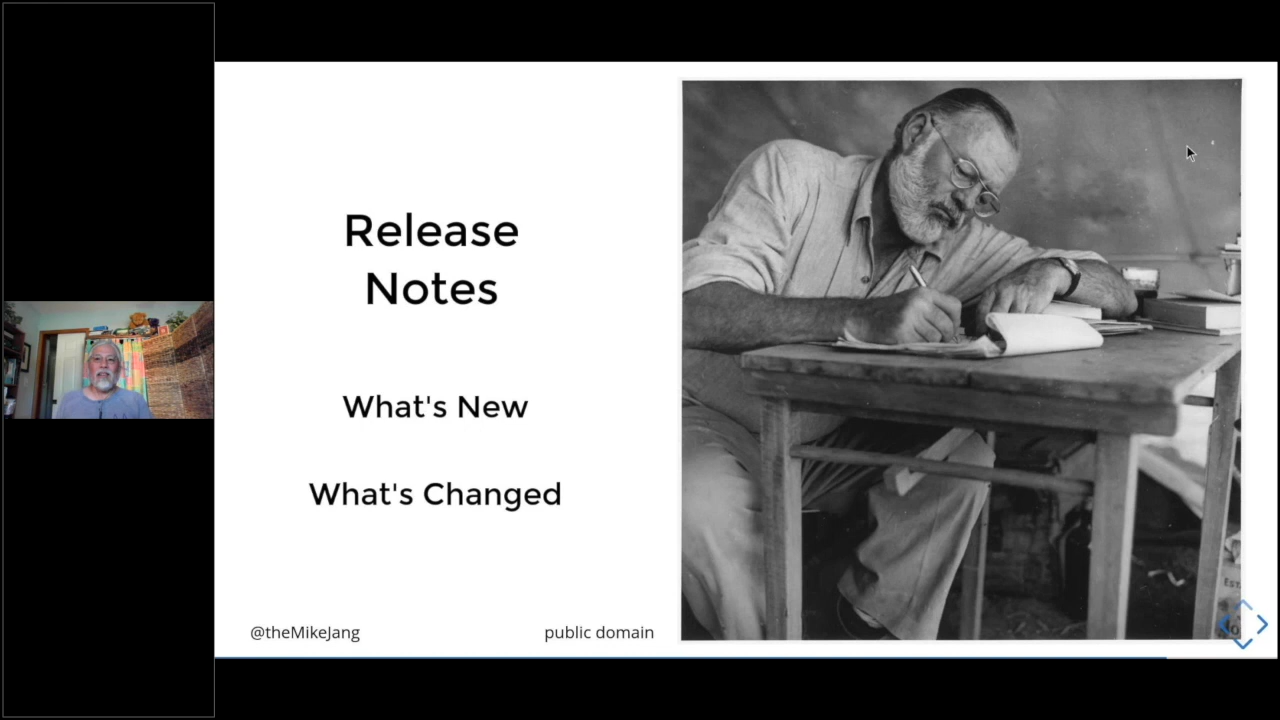 Release
Notes
What's New
What's Changed
@theMikeJang
public domain